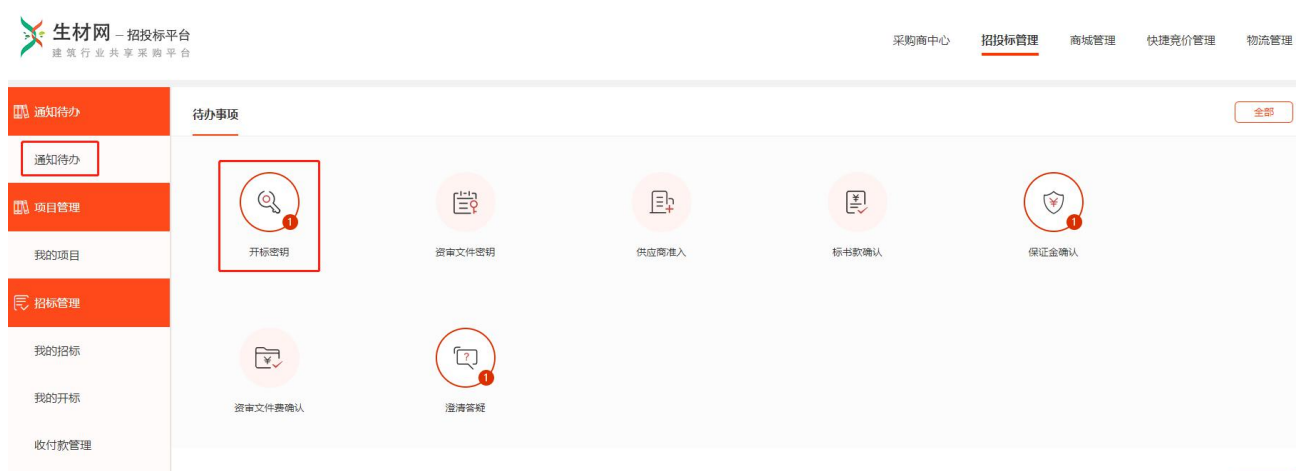 生材网 – 招投标平台
建筑行业共享采购平台
采购商中心 招投标管理 商城管理 快捷竞价管理 物流管理
通知待办
通知待办
项目管理
我的项目
招标管理
我的招标
我的开标
收付款管理
待办事项
全部
1
开标密钥
资审文件密钥
供应商准入
标书款确认
1
保证金确认
资审文件费确认
1
澄清答疑